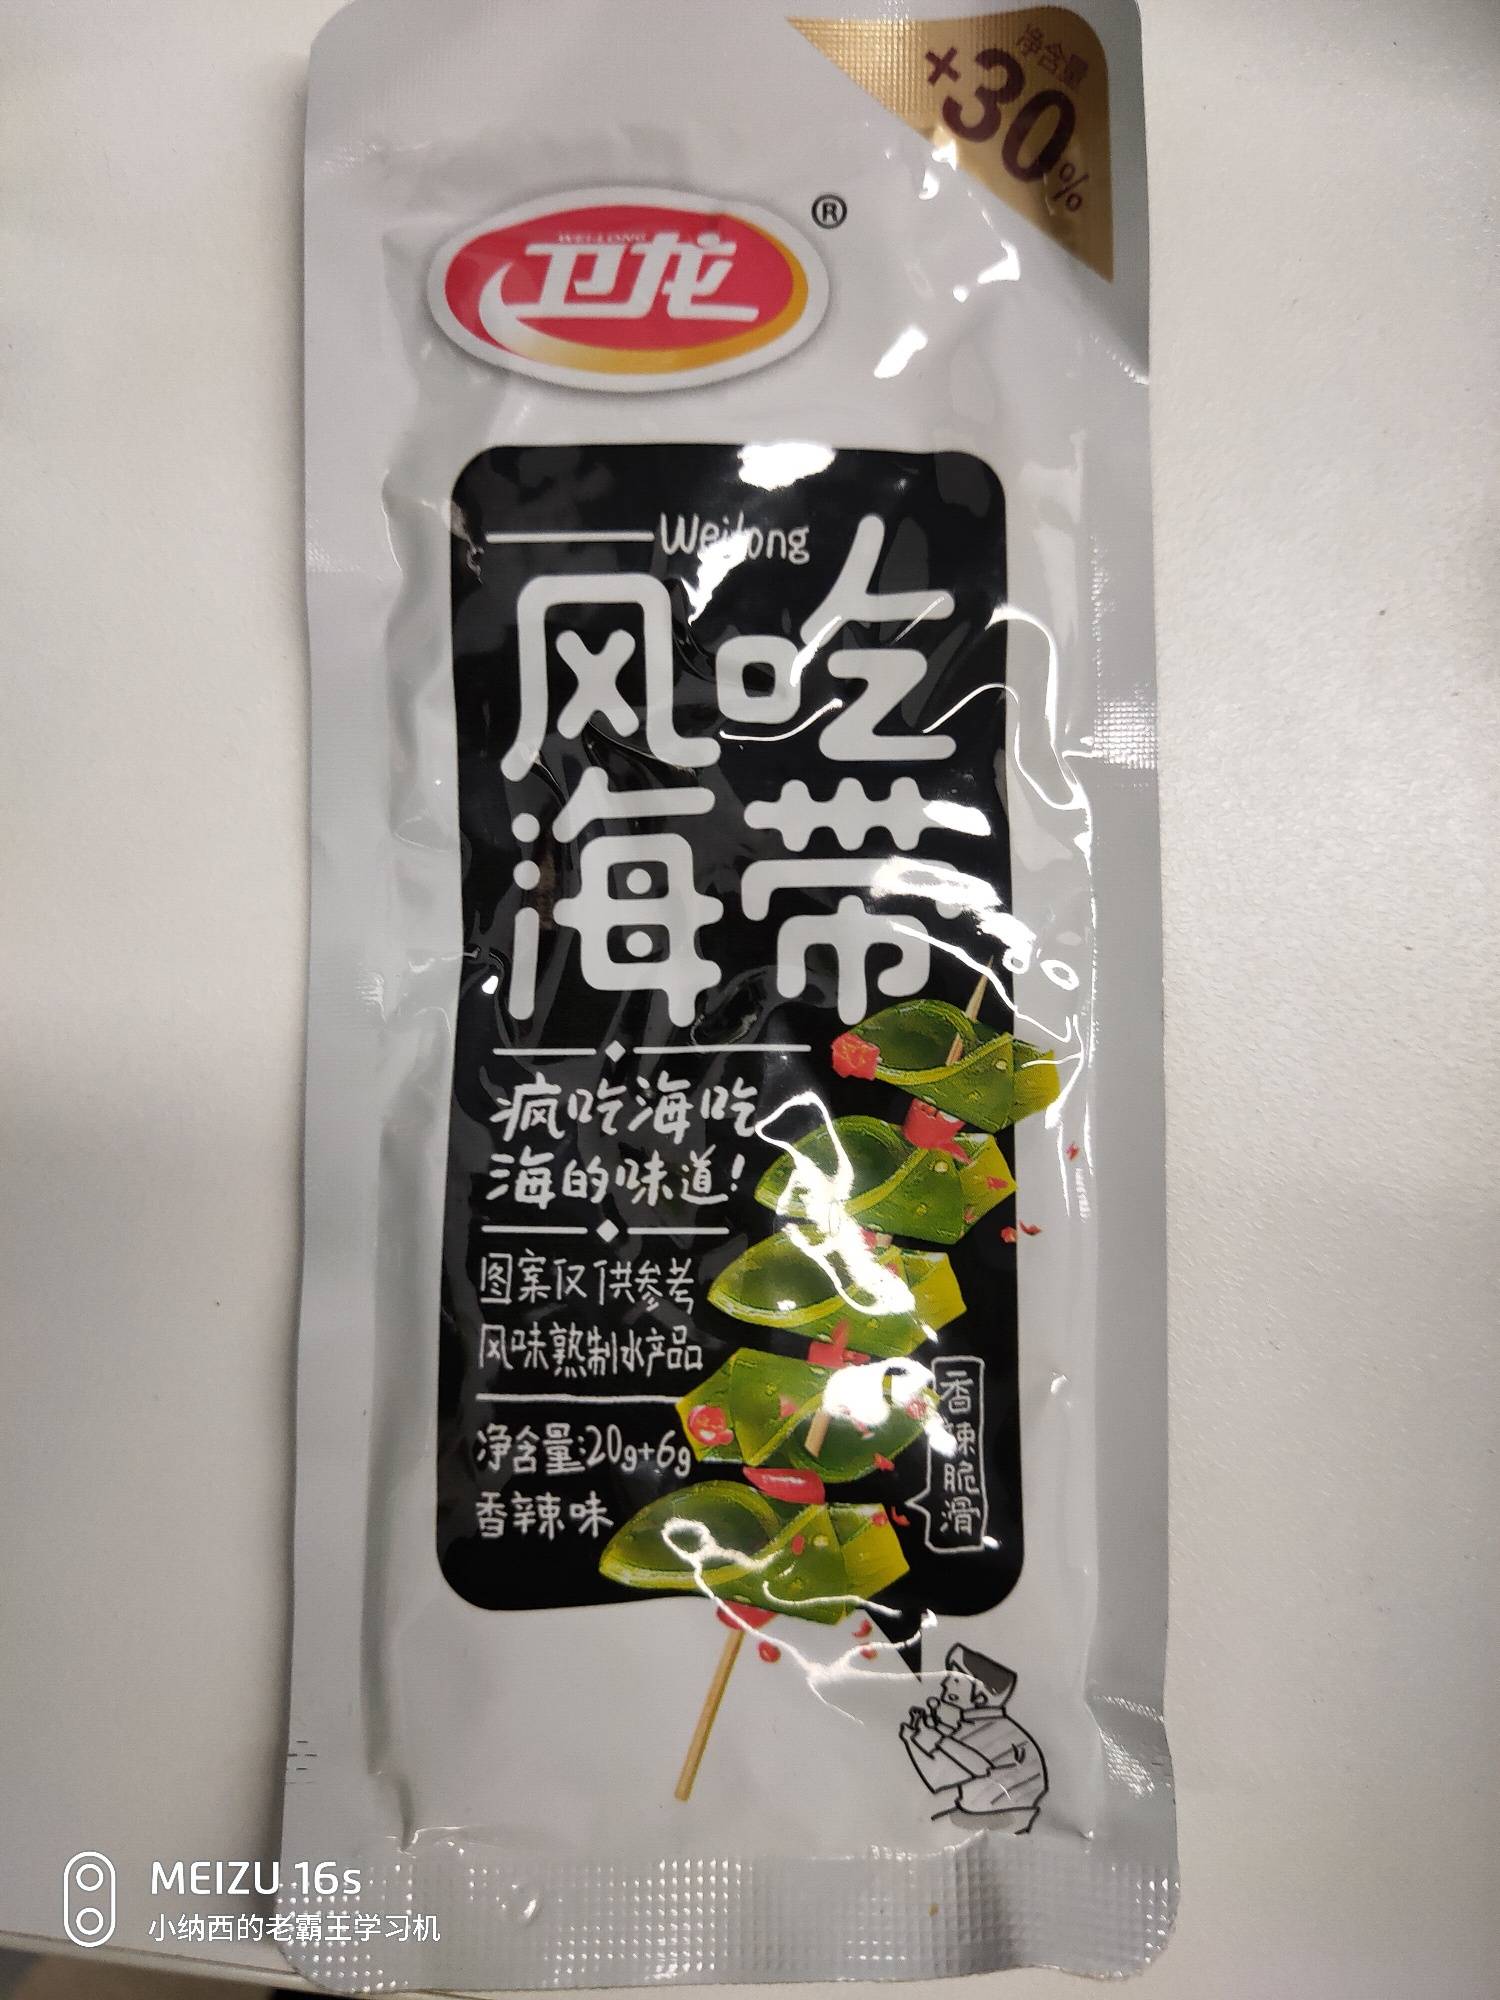 净含量
+30%
WEI-LONG
卫龙®
Weilong
风吃
海带
疯吃海吃
海的味道！
图案仅供参考
风味熟制水产品
净含量:20g+6g
香辣味
香辣脆滑
MEIZU 16s
小纳西的老霸王学习机